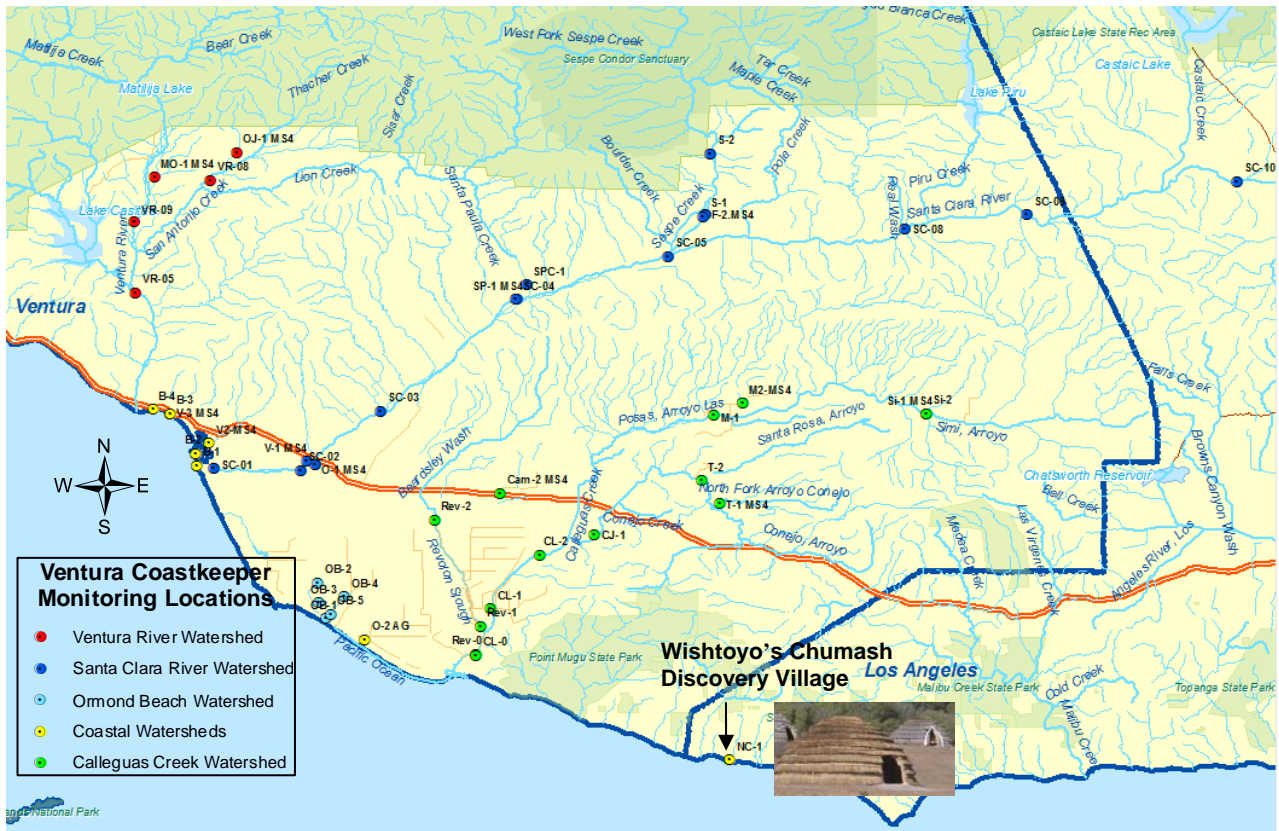 Blanca Creek
Castaic Lake State Rec Area
Bear Creek
West Fork Sespe Creek
Matilija Creek
Sespe Condor Sanctuary
Tar Creek
Castaic Lake
Thacher Creek
Maple Creek
Matilija Lake
Lake Piru
Castaic Creek
Sisar Creek
OJ-1 MS4
S-2
Pole Creek
Boulder Creek
MO-1 MS4
VR-08
Lion Creek
Santa Paula Creek
Piru Creek
SC-10
Real Wash
VR-09
San Antonio Creek
S-1
F-2.MS4
Santa Clara River
Sespe Creek
SC-08
Ventura River
SC-05
VR-05
SPC-1
SP-1 MS4
SC-04
Ventura
Falls Creek
B-4
B-3
SC-03
M2-MS4
Si-1 MS4
Si-2
M-1
Posas, Arroyo Las
V2-MS4
Santa Rosa, Arroyo
Simi, Arroyo
V-1 MS4
SC-02
O-1 MS4
SC-01
Beardsley Wash
T-2
Chatsworth Reservoir
Browns Canyon Wash
N
W
E
S
Cam-2 MS4
North Fork Arroyo Conejo
T-1 MS4
Bell Creek
Rev-2
Calleguas Creek
Conejo Creek
CJ-1
CL-2
Conejo, Arroyo
Medea Creek
Las Virgenes Creek
Angeles River, Los
Revolon Slough
Ventura Coastkeeper
Monitoring Locations
Ventura River Watershed
Santa Clara River Watershed
Ormond Beach Watershed
Coastal Watersheds
Calleguas Creek Watershed
OB-2
OB-3
OB-4
OB-5
OB-1
O-2 AG
Pacific Ocean
CL-1
Rev-1
Rev-0
CL-0
Point Mugu State Park
Wishtoyo’s Chumash
Discovery Village
Los Angeles
Malibu Creek State Park
Cold Creek
Topanga State Park
NC-1
National Park